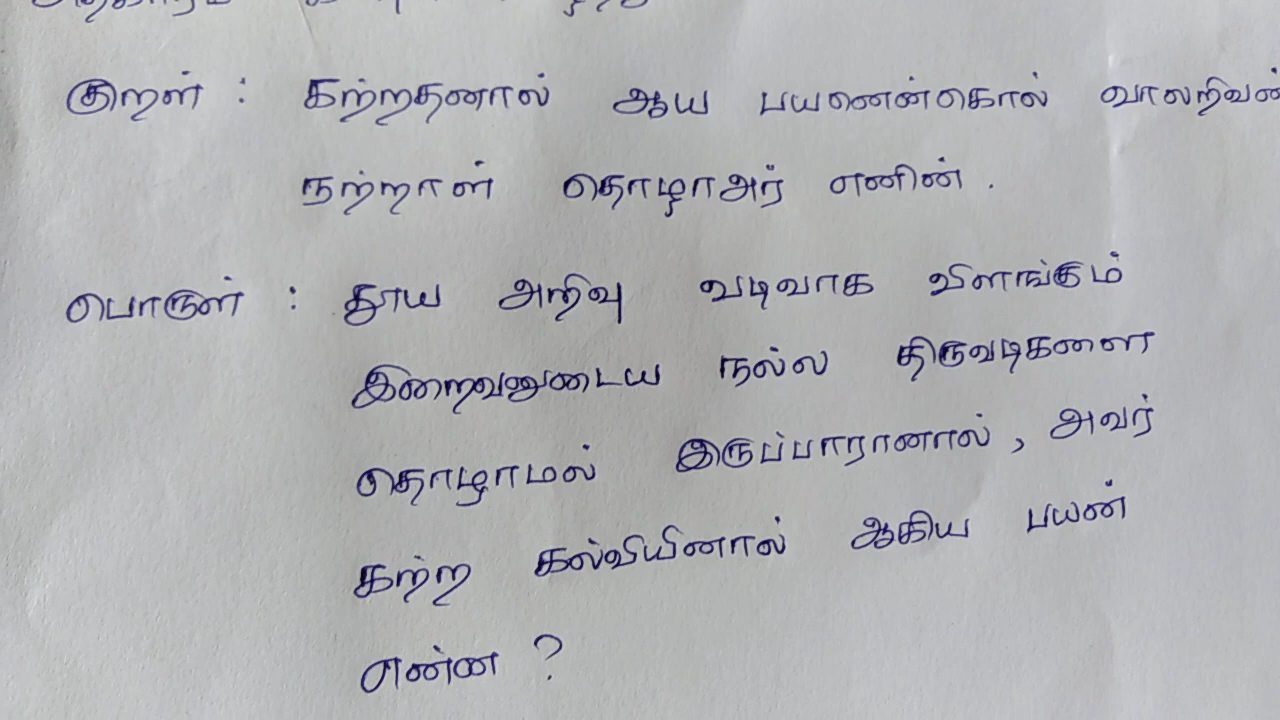 குறள் : கற்றதனால் ஆய பயனென்கொல் வாலறிவன்
நற்றாள் தொழாஅர் எனின் .
பொருள் : தூய அறிவு வடிவாக விளங்கும்
இறைவனுடைய நல்ல திருவடிகளை
தொழாமல் இருப்பாரானால் , அவர்
கற்ற கல்வியினால் ஆகிய பயன்
என்ன ?